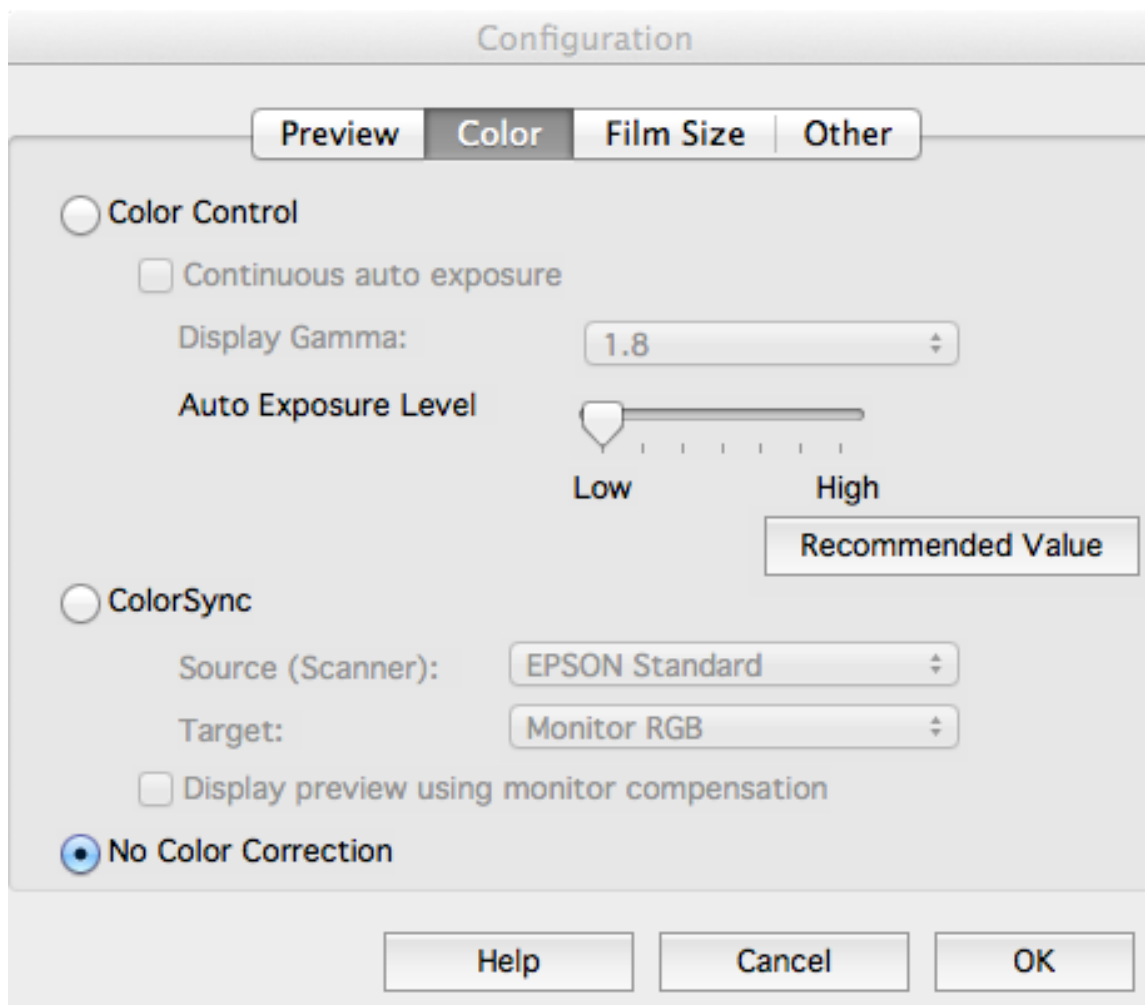 Configuration
Preview Color Film Size Other
Color Control
Continuous auto exposure
Display Gamma: 1.8
Auto Exposure Level
Low High
Recommended Value
ColorSync
Source (Scanner): EPSON Standard
Target: Monitor RGB
Display preview using monitor compensation
No Color Correction
Help Cancel OK